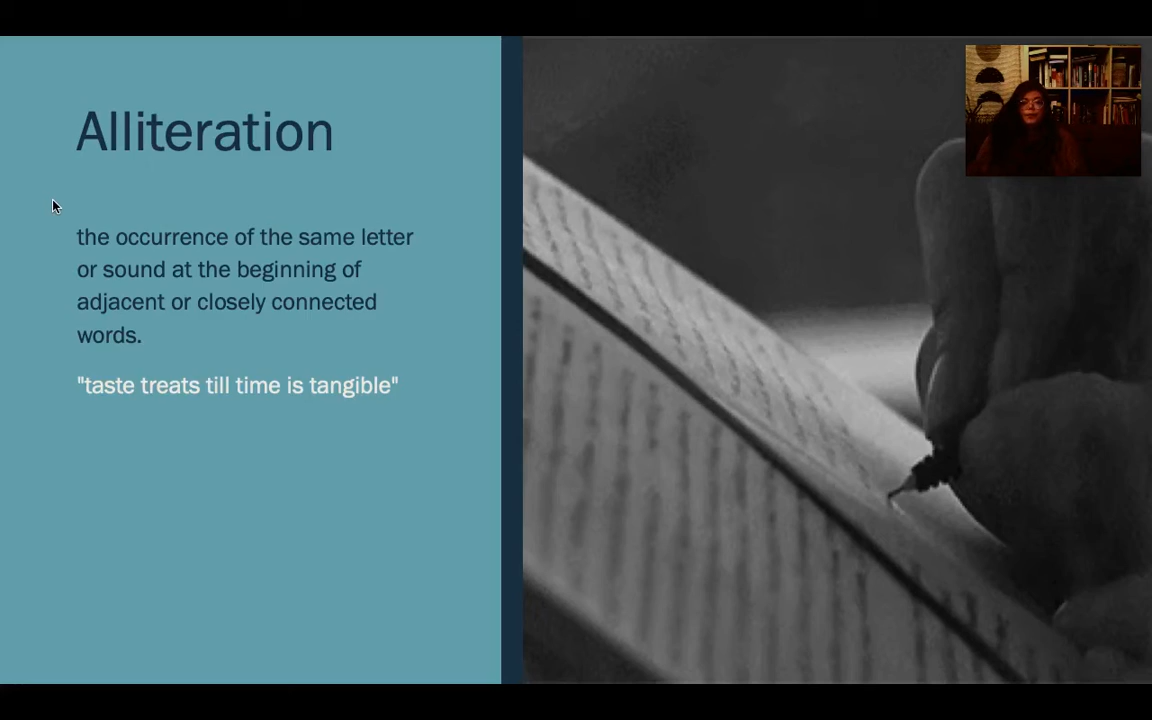 Alliteration
the occurrence of the same letter
or sound at the beginning of
adjacent or closely connected
words.
"taste treats till time is tangible"